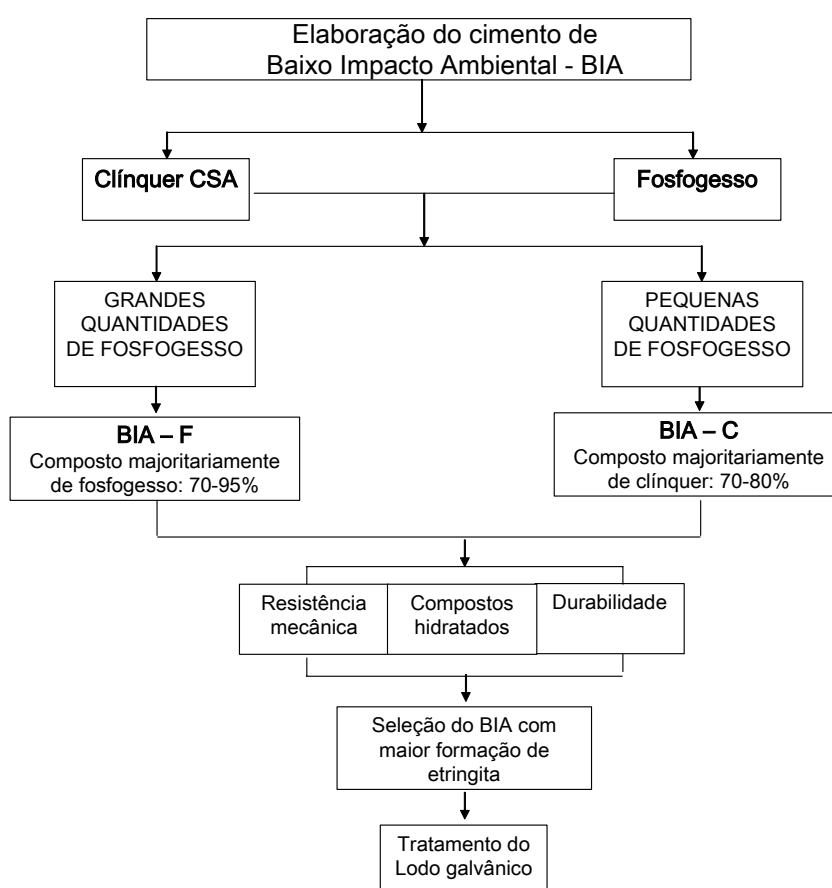 Elaboração do cimento de
Baixo Impacto Ambiental - BIA
Clínquer CSA
Fosfogesso
GRANDES
QUANTIDADES
DE FOSFOGESSO
PEQUENAS
QUANTIDADES
DE FOSFOGESSO
BIA – F
Composto majoritariamente
de fosfogesso: 70-95%
BIA – C
Composto majoritariamente
de clínquer: 70-80%
Resistência
mecânica
Compostos
hidratados
Durabilidade
Seleção do BIA com
maior formação de
etringita
Tratamento do
Lodo galvânico